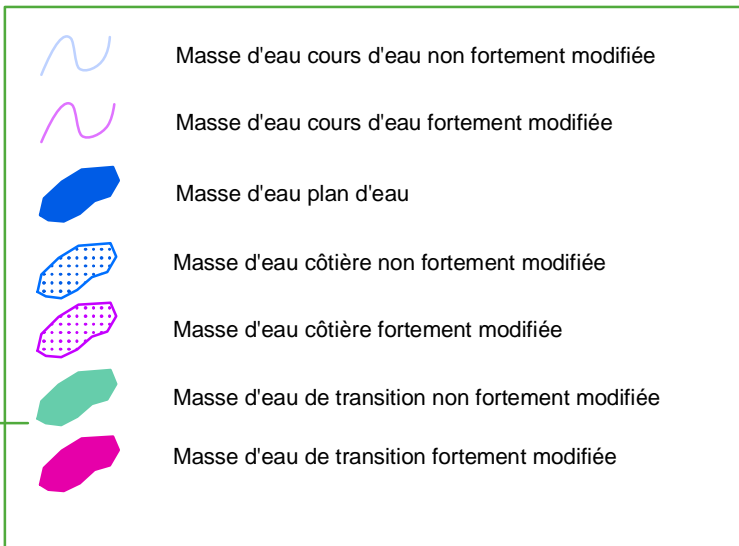 Masse d'eau cours d'eau non fortement modifiée
Masse d'eau cours d'eau fortement modifiée
Masse d'eau plan d'eau
Masse d'eau côtière non fortement modifiée
Masse d'eau côtière fortement modifiée
Masse d'eau de transition non fortement modifiée
Masse d'eau de transition fortement modifiée